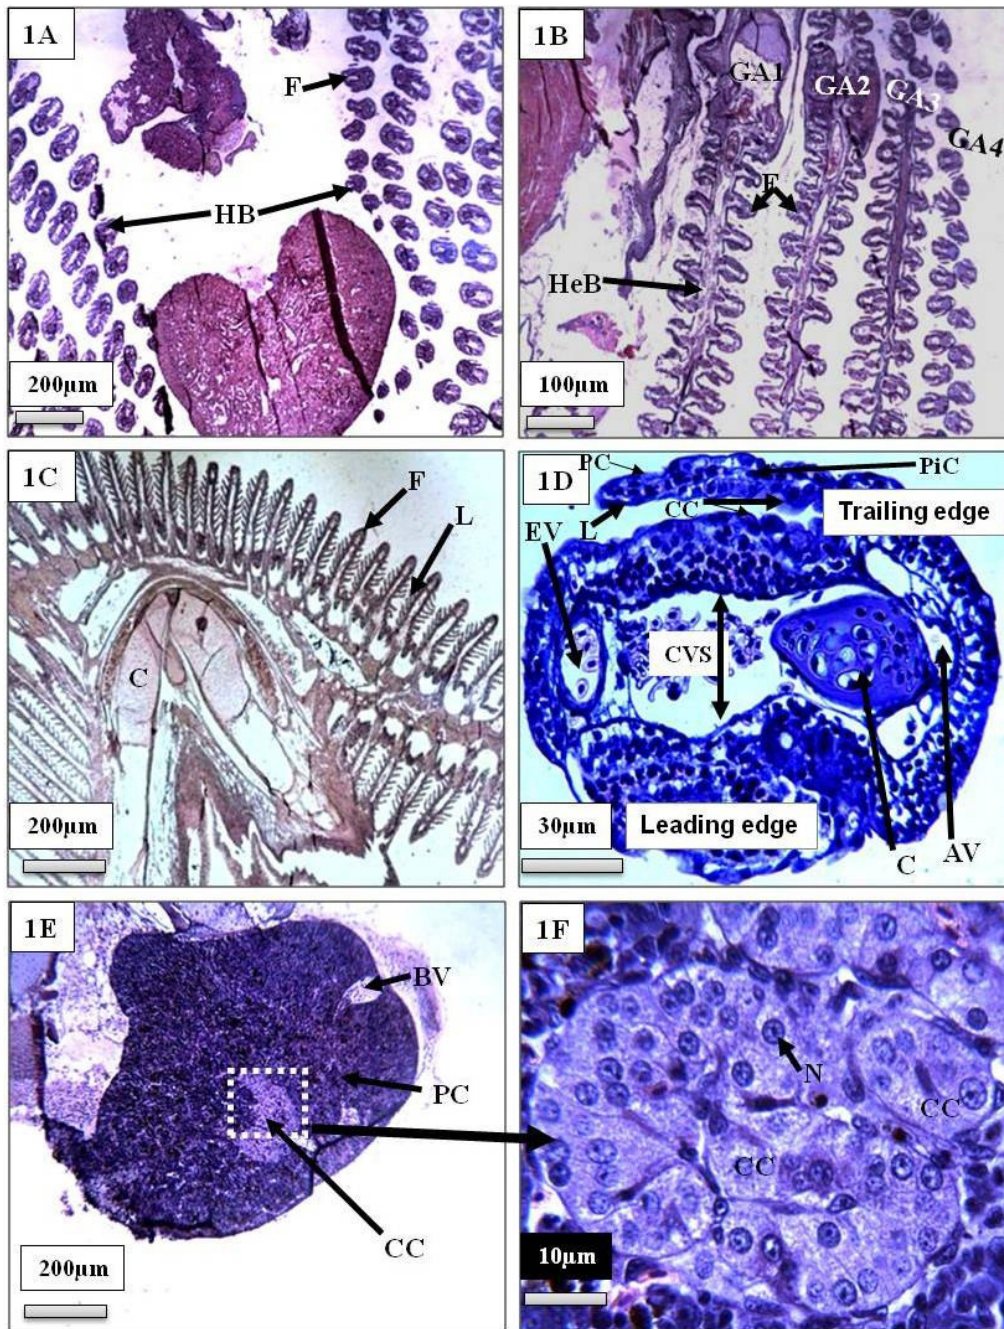 1A
F
HB
200µm
1B
GA1
GA2
GA3
GA4
F
HeB
100µm
1C
F
L
C
200µm
1D
PC
PiC
CC
Trailing edge
EV
L
CVS
30µm
Leading edge
C
AV
1E
BV
PC
CC
200µm
1F
N
CC
CC
10µm